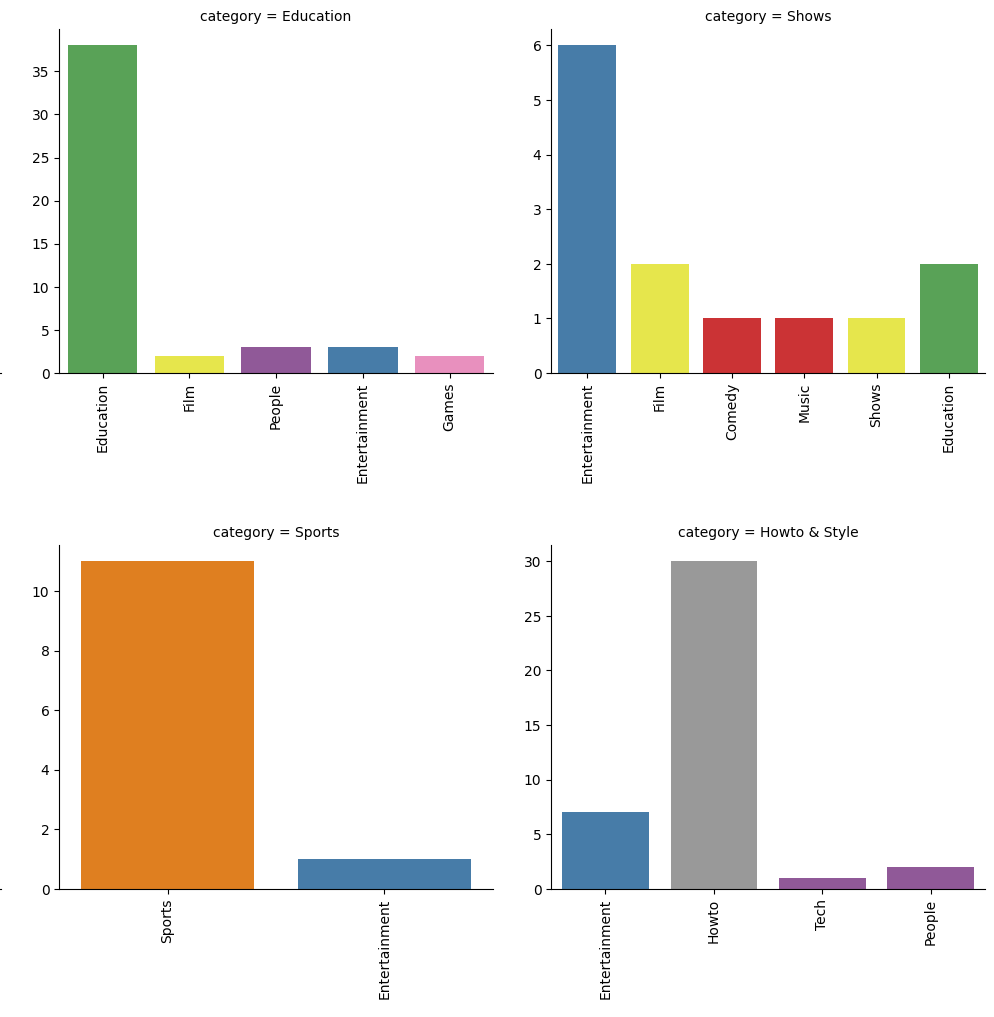 category = Education
35
30
25
20
15
10
5
0
Education
Film
People
Entertainment
Games
category = Shows
6
5
4
3
2
1
0
Entertainment
Film
Comedy
Music
Shows
Education
category = Sports
10
8
6
4
2
0
Sports
Entertainment
category = Howto & Style
30
25
20
15
10
5
0
Entertainment
Howto
Tech
People